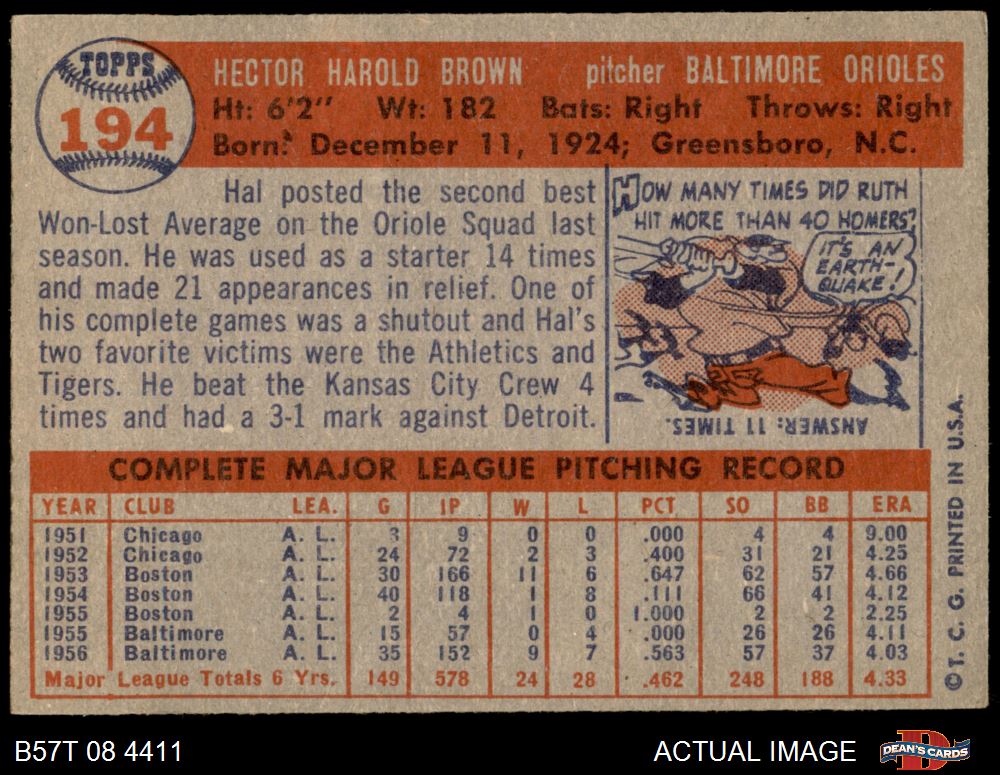 TOPPS
194
HECTOR HAROLD BROWN pitcher BALTIMORE ORIOLES
Ht: 6'2" Wt: 182 Bats: Right Throws: Right
Born: December 11, 1924; Greensboro, N.C.
Hal posted the second best
Won-Lost Average on the Oriole Squad last
season. He was used as a starter 14 times
and made 21 appearances in relief. One of
his complete games was a shutout and Hal's
two favorite victims were the Athletics and
Tigers. He beat the Kansas City Crew 4
times and had a 3-1 mark against Detroit.
HOW MANY TIMES DID RUTH
HIT MORE THAN 40 HOMERS?
IT'S AN
EARTH-
QUAKE!
ANSWER: 11 TIMES.
COMPLETE MAJOR LEAGUE PITCHING RECORD
YEAR CLUB LEA. G IP W L PCT SO BB ERA
1951 Chicago A. L. 3 9 0 0 .000 4 4 9.00
1952 Chicago A. L. 24 72 2 3 .400 31 21 4.25
1953 Boston A. L. 30 166 11 6 .647 62 57 4.66
1954 Boston A. L. 40 118 1 8 .111 66 41 4.12
1955 Boston A. L. 2 4 1 0 1.000 2 2 2.25
1955 Baltimore A. L. 15 57 0 4 .000 26 26 4.11
1956 Baltimore A. L. 35 152 9 7 .563 57 37 4.03
Major League Totals 6 Yrs. 149 578 24 28 .462 248 188 4.33
© T. C. G. PRINTED IN U.S.A.
B57T 08 4411 ACTUAL IMAGE
DEAN'S CARDS